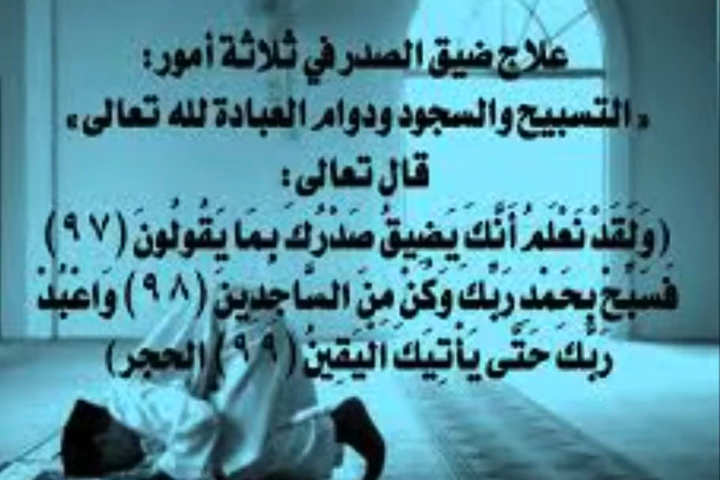 علاج ضيق الصدر في ثلاثة أمور:
«التسبيح والسجود ودوام العبادة لله تعالى»
قال تعالى:
(وَلَقَدْ نَعْلَمُ أَنَّكَ يَضِيقُ صَدْرُكَ بِمَا يَقُولُونَ (٩٧)
فَسَبِّحْ بِحَمْدِ رَبِّكَ وَكُنْ مِنَ السَّاجِدِينَ (٩٨) وَاعْبُدْ
رَبَّكَ حَتَّى يَأْتِيَكَ الْيَقِينُ (٩٩) الحجر)